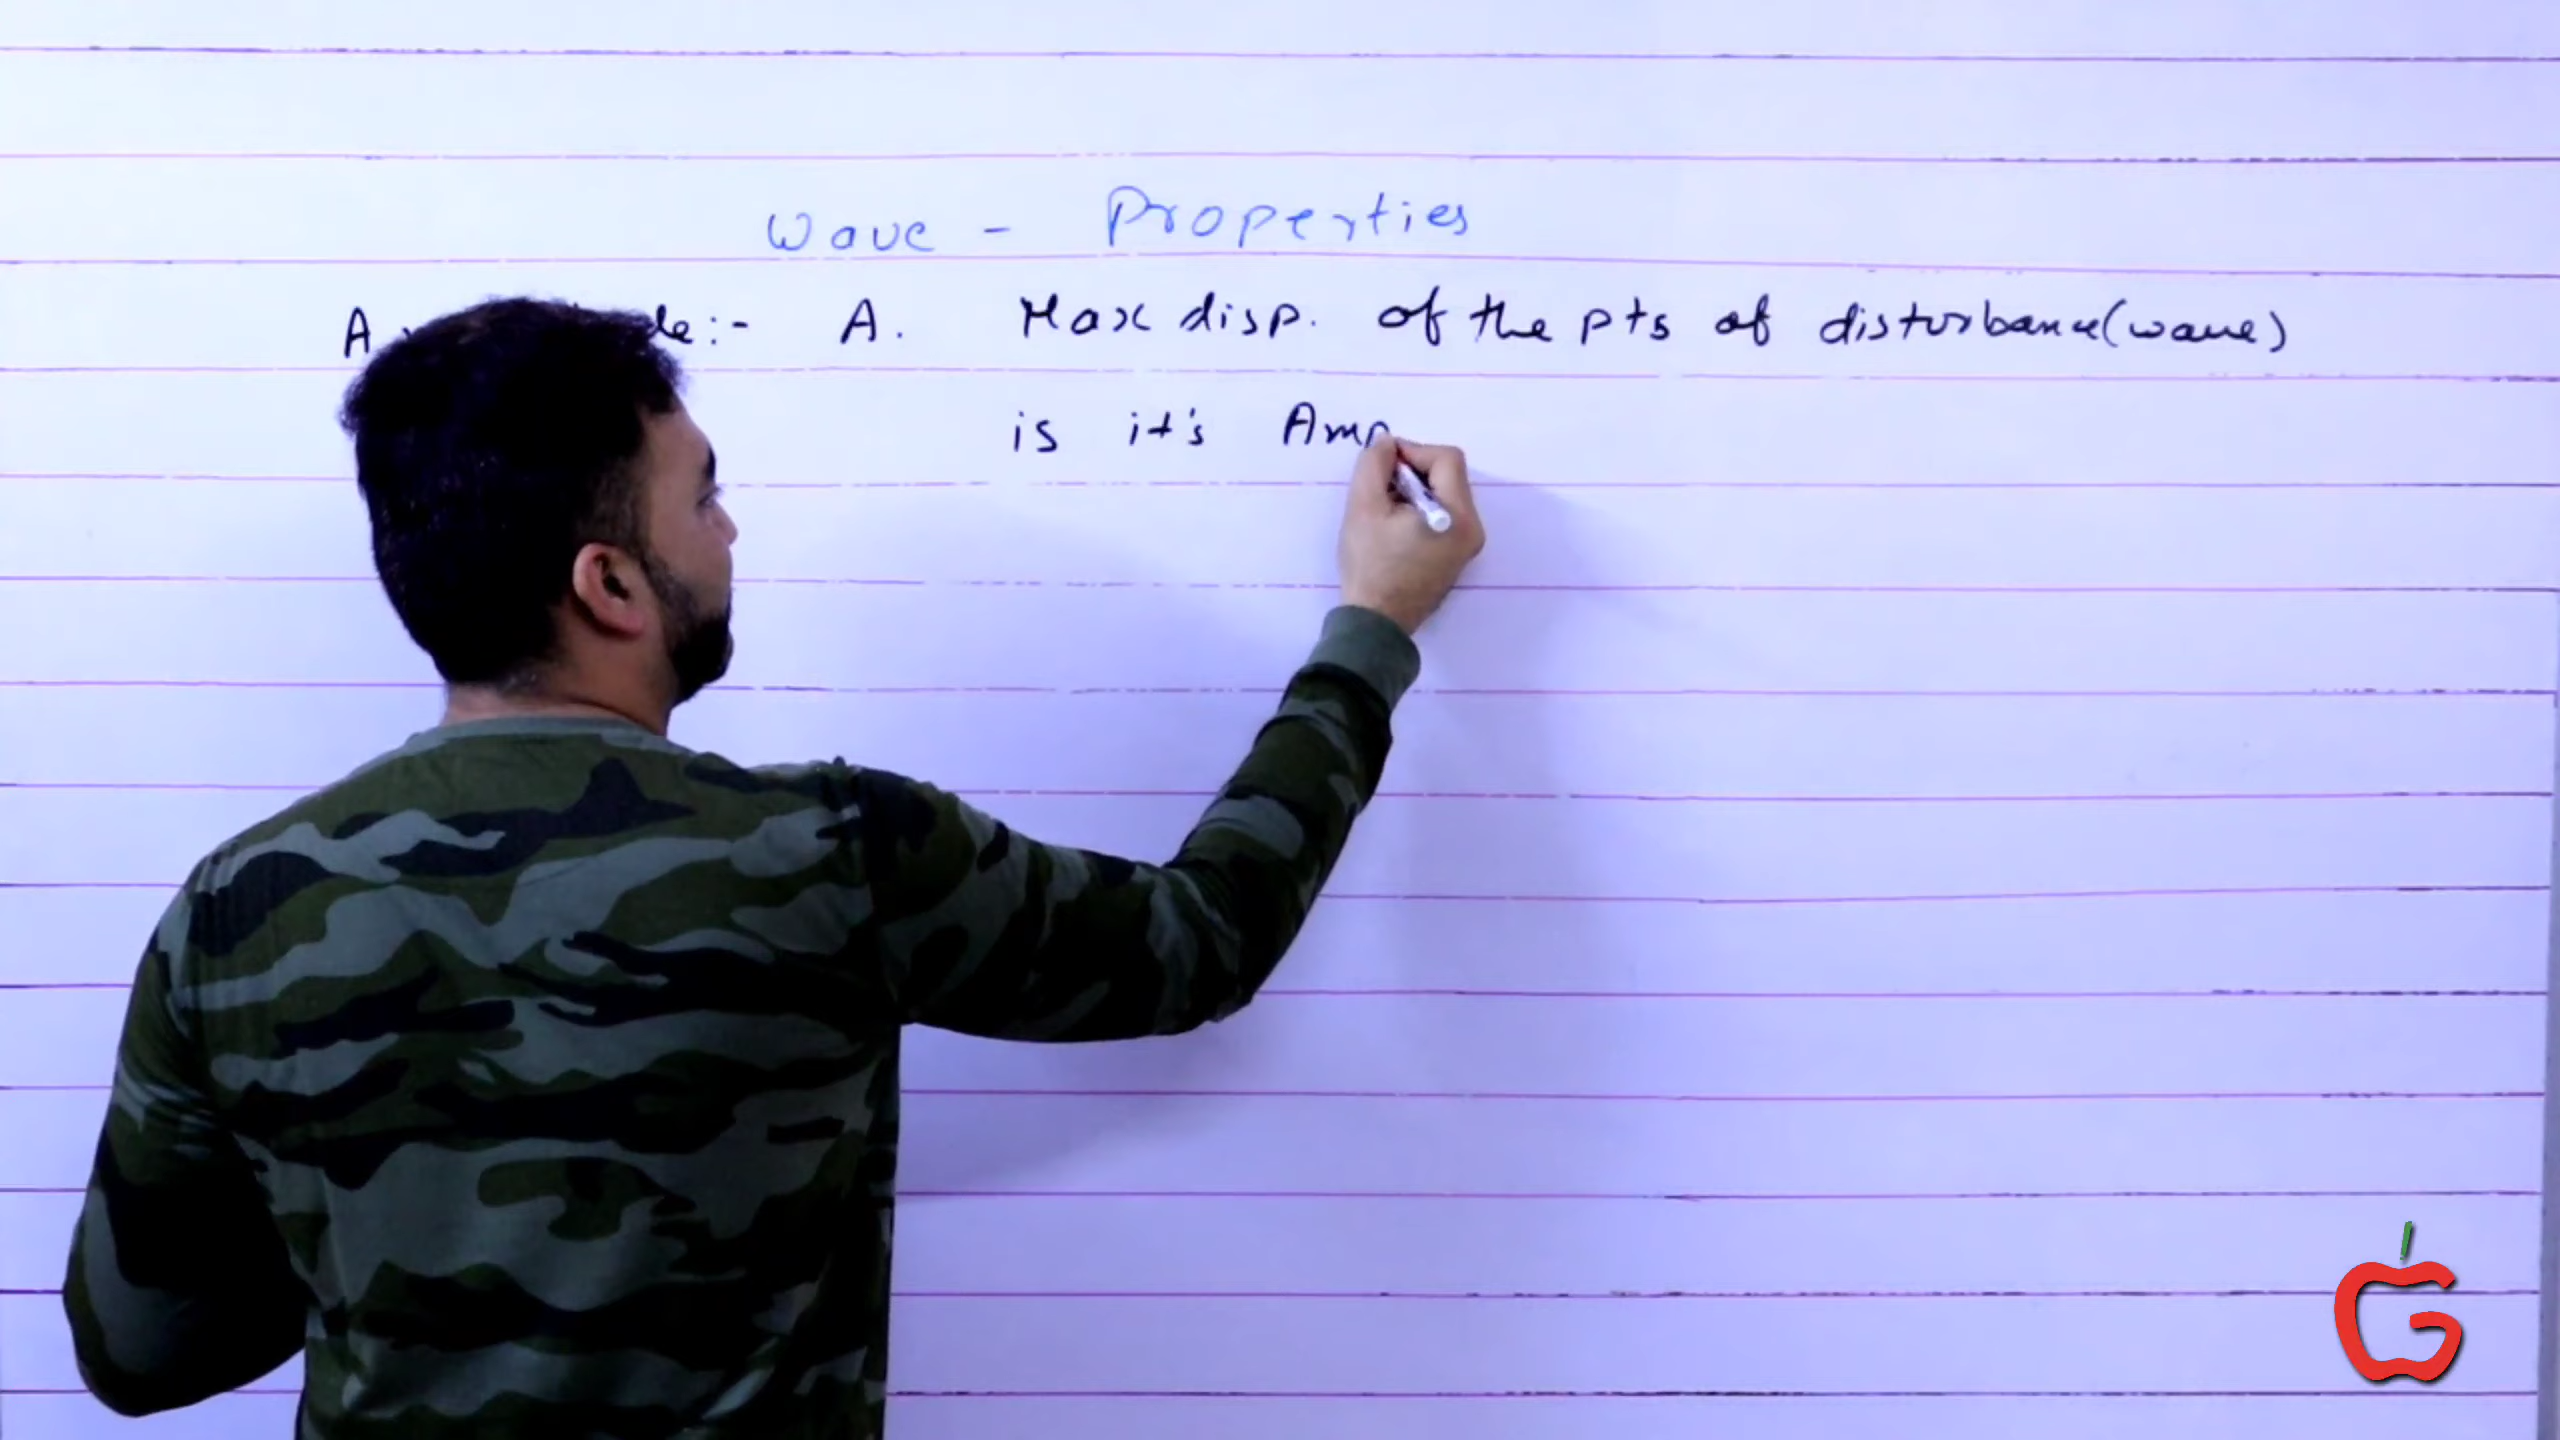 Wave - Properties
:- A. Max disp. of the pts of disturbance(wave)
is it's Amp